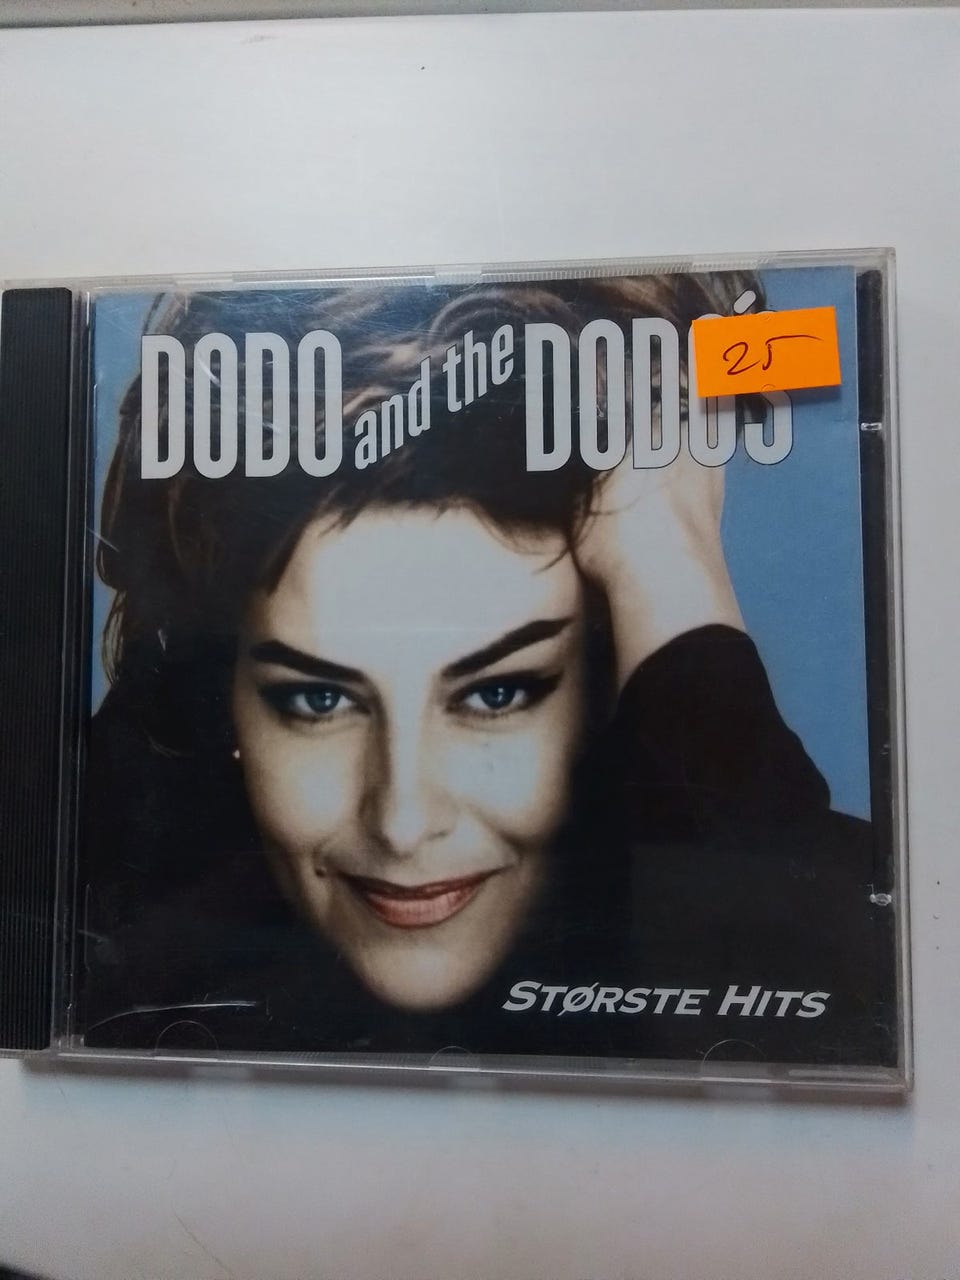 DODO and the DODO'S
25
STØRSTE HITS